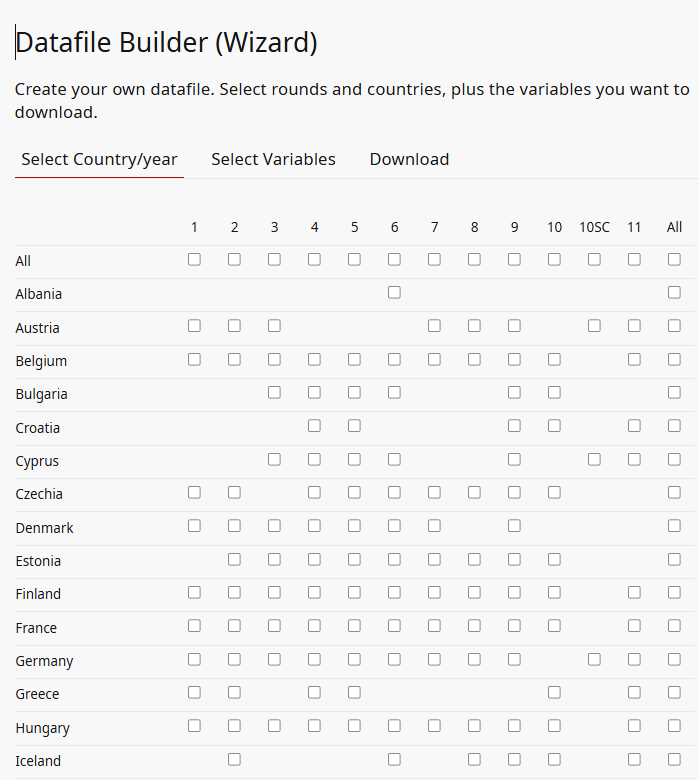 Datafile Builder (Wizard)
Create your own datafile. Select rounds and countries, plus the variables you want to
download.
Select Country/year Select Variables Download
1 2 3 4 5 6 7 8 9 10 10SC 11 All
All
Albania
Austria
Belgium
Bulgaria
Croatia
Cyprus
Czechia
Denmark
Estonia
Finland
France
Germany
Greece
Hungary
Iceland